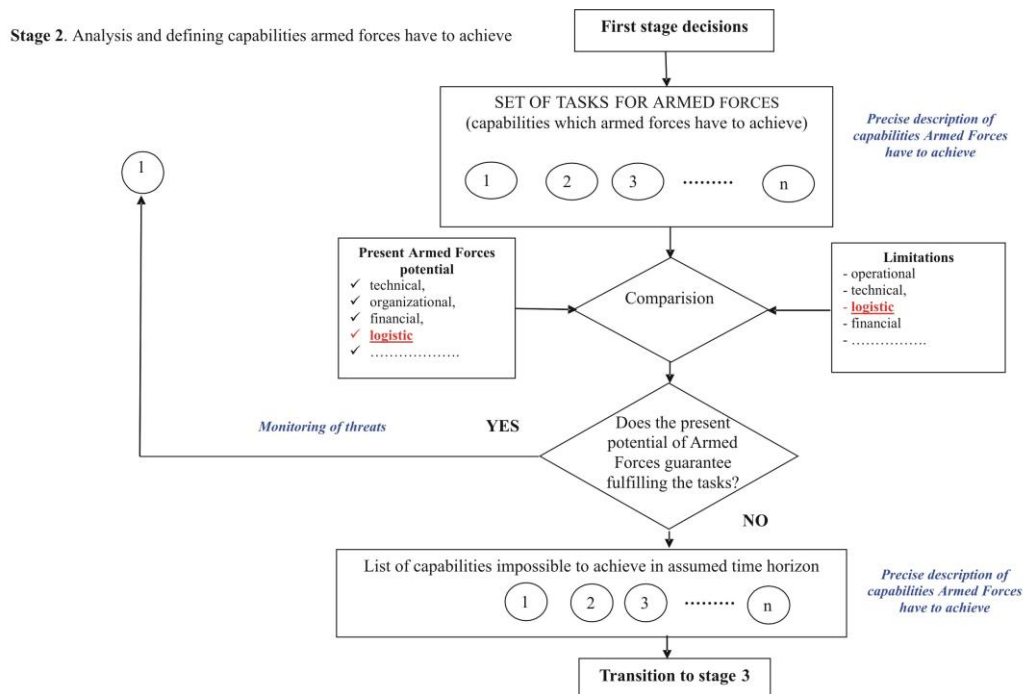 First stage decisions
Stage 2. Analysis and defining capabilities armed forces have to achieve
SET OF TASKS FOR ARMED FORCES
(capabilities which armed forces have to achieve)
Precise description of
capabilities Armed Forces
have to achieve
1
1 2 3 ......... n
Present Armed Forces
potential
✓ technical,
✓ organizational,
✓ financial,
✓ logistic
✓ ....................
Comparision
Limitations
- operational
- technical,
- logistic
- financial
- ................
Does the present
potential of Armed
Forces guarantee
fulfilling the tasks?
Monitoring of threats
YES
NO
List of capabilities impossible to achieve in assumed time horizon
1 2 3 ......... n
Precise description of
capabilities Armed Forces
have to achieve
Transition to stage 3